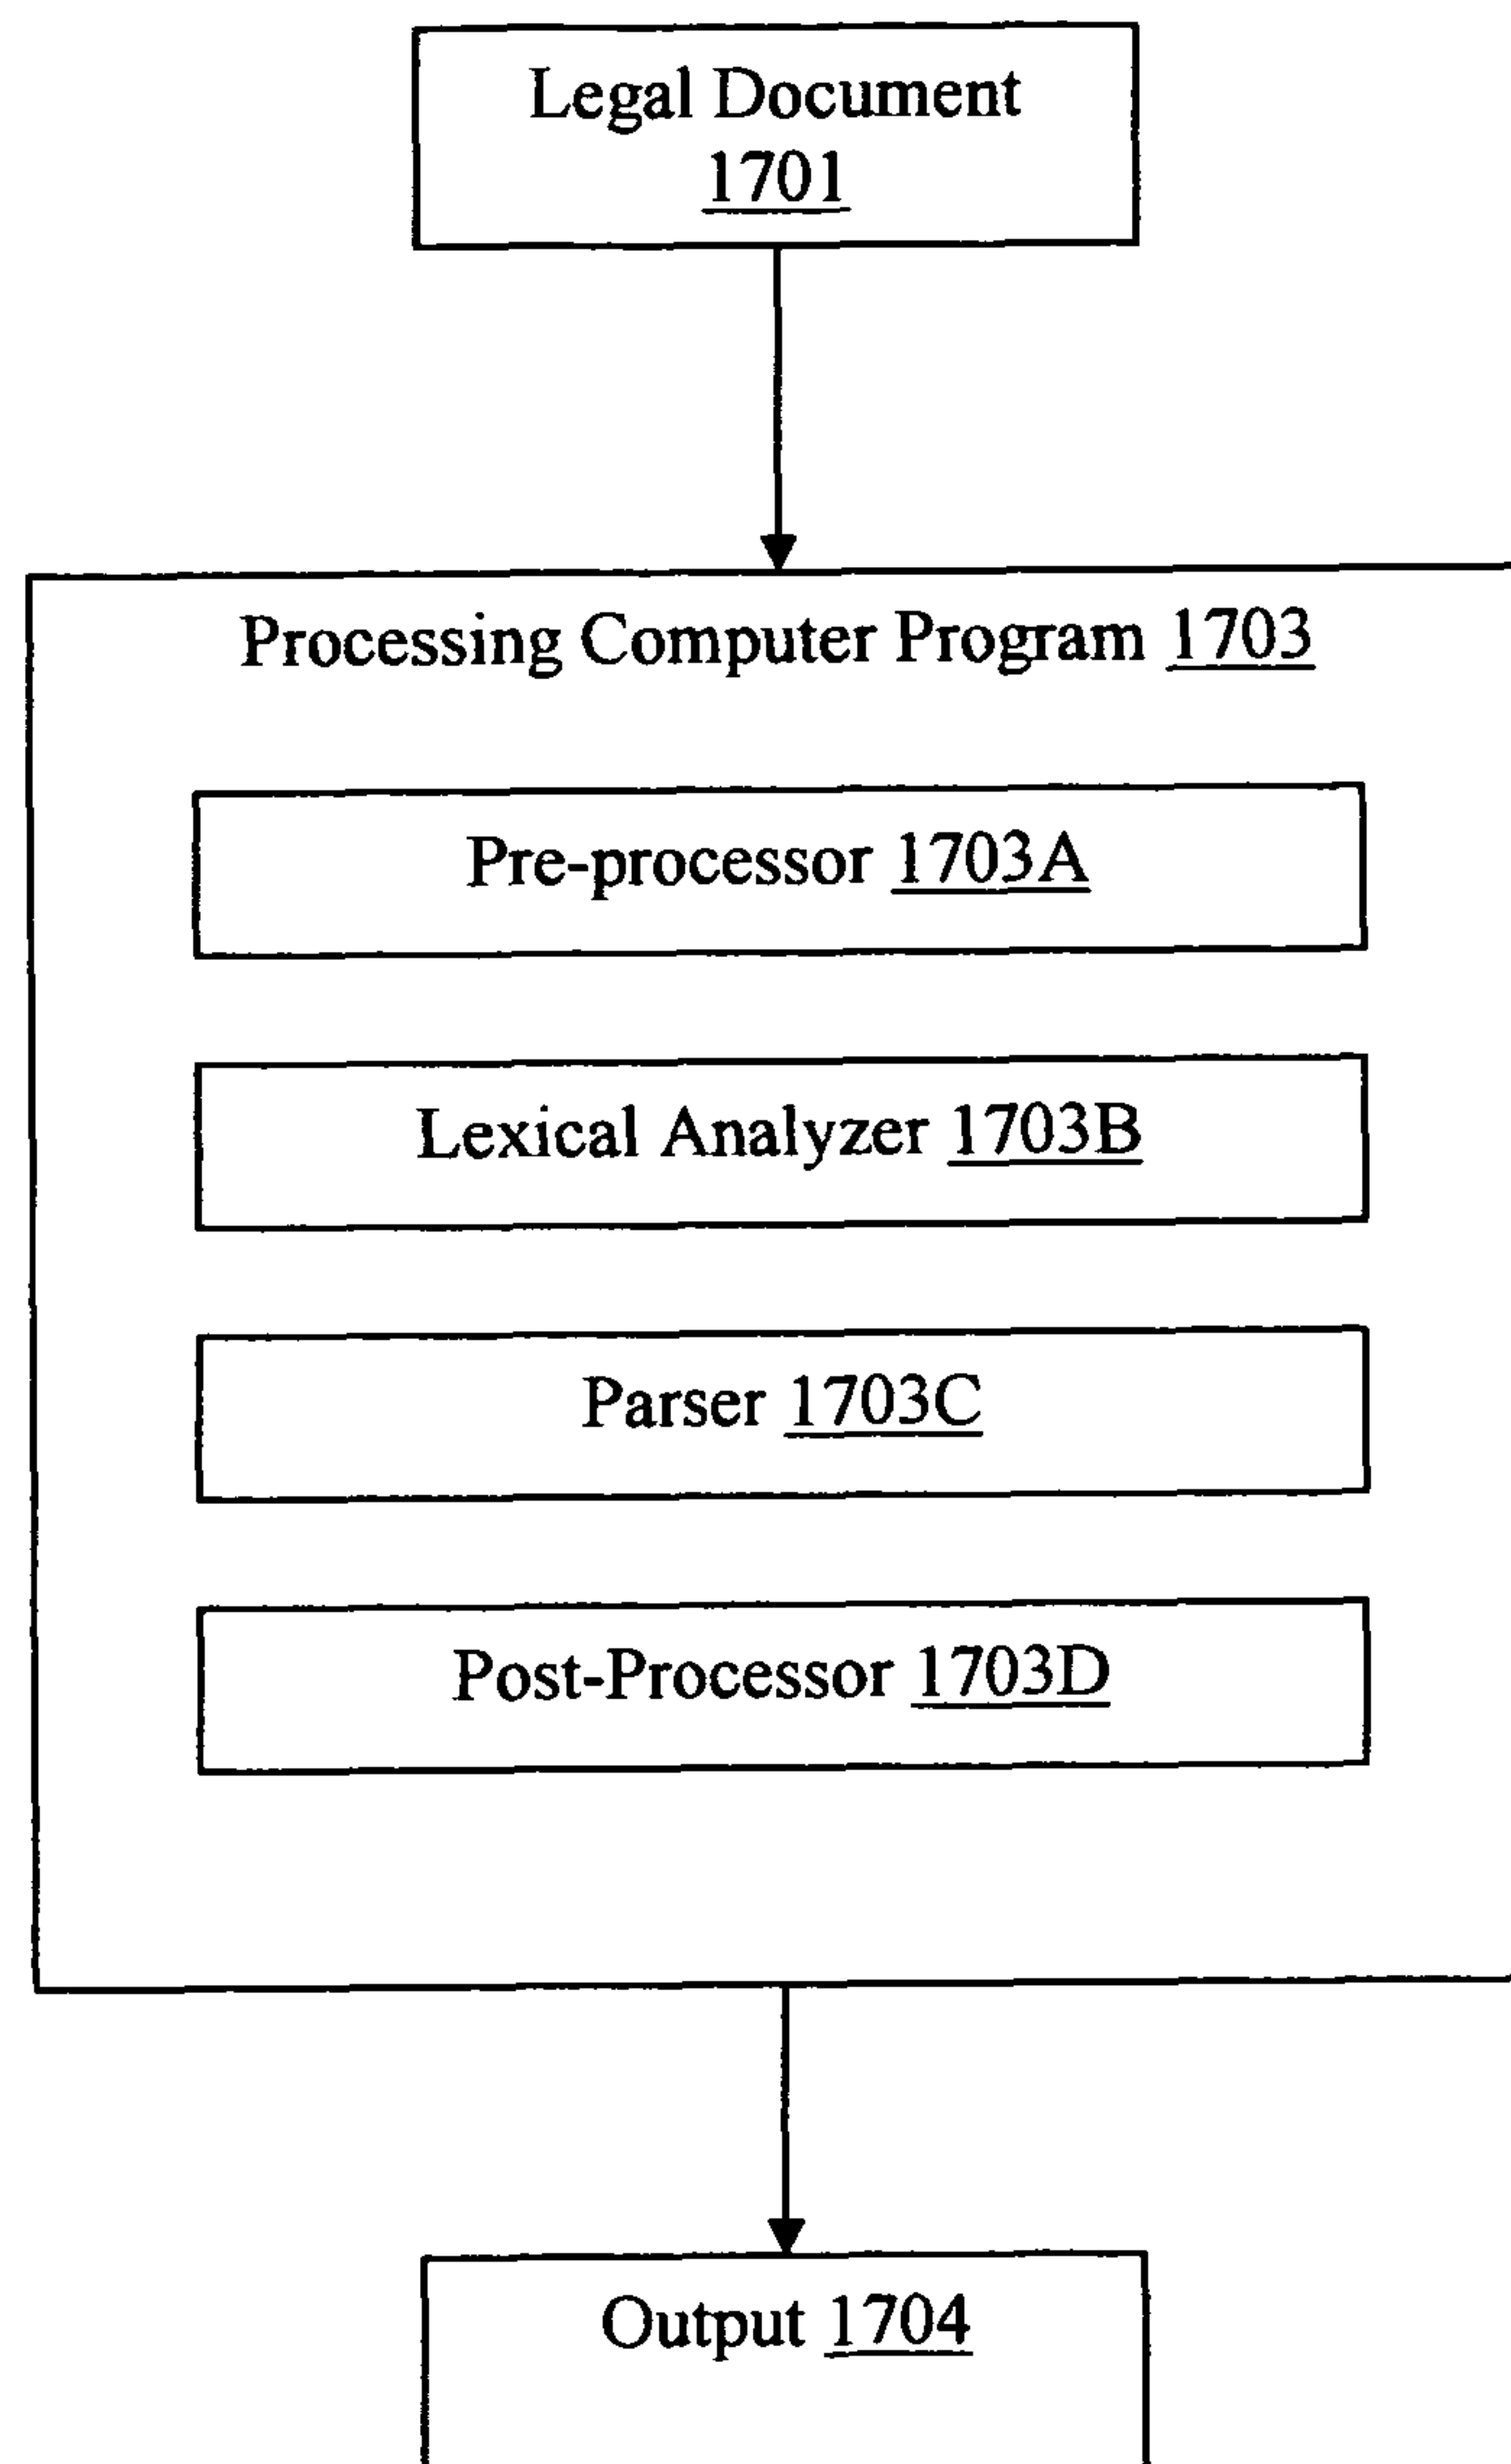 Legal Document
1701
Processing Computer Program 1703
Pre-processor 1703A
Lexical Analyzer 1703B
Parser 1703C
Post-Processor 1703D
Output 1704